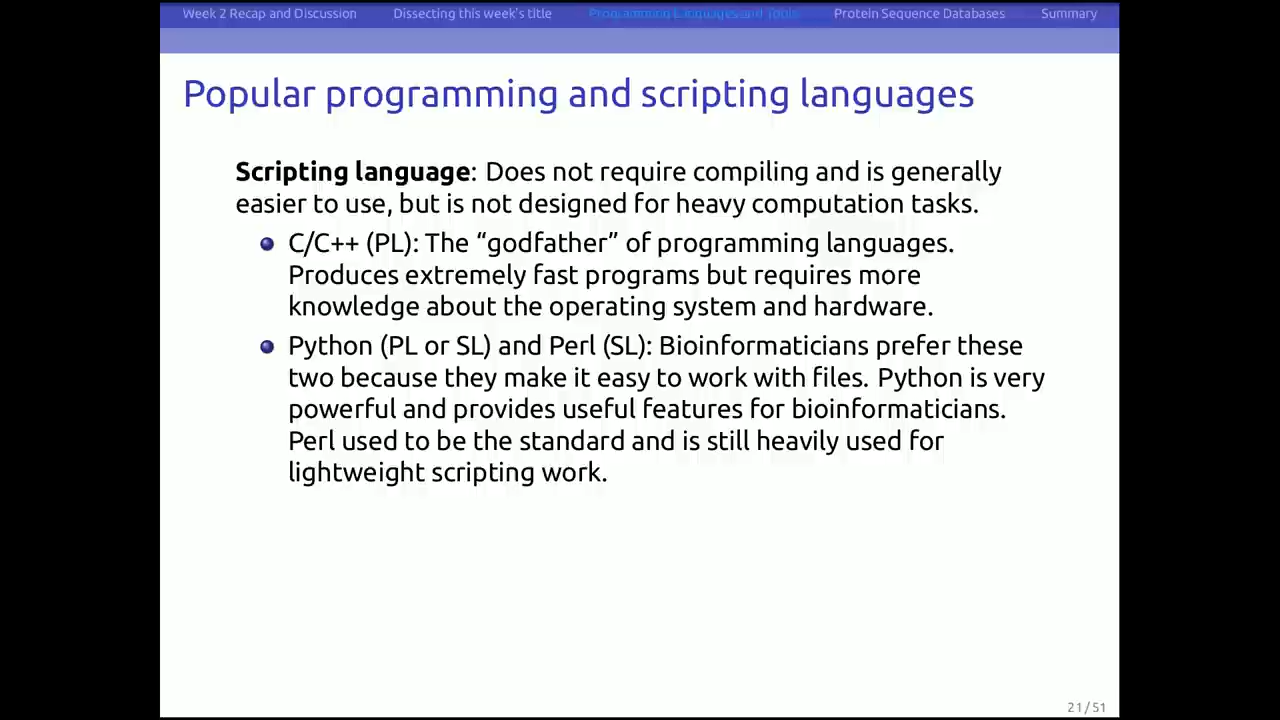 Week 2 Recap and Discussion Dissecting this week's title Programming Languages and Tools Protein Sequence Databases Summary
Popular programming and scripting languages
Scripting language: Does not require compiling and is generally
easier to use, but is not designed for heavy computation tasks.
C/C++ (PL): The “godfather” of programming languages.
Produces extremely fast programs but requires more
knowledge about the operating system and hardware.
Python (PL or SL) and Perl (SL): Bioinformaticians prefer these
two because they make it easy to work with files. Python is very
powerful and provides useful features for bioinformaticians.
Perl used to be the standard and is still heavily used for
lightweight scripting work.
21/51